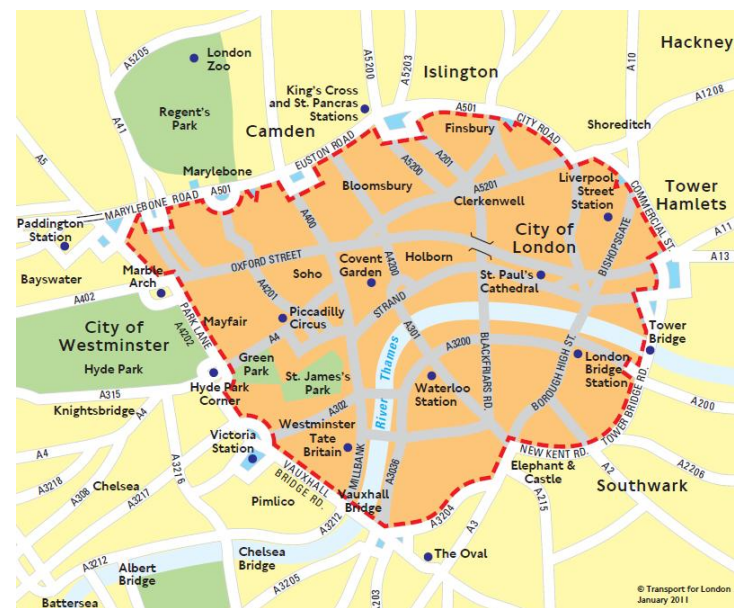 Hackney
A5205
London
Zoo
A5200
A5203
Islington
A10
A1208
Regent's
Park
A41
King's Cross
and St. Pancras
Stations
A501
CITY ROAD
Shoreditch
Camden
EUSTON ROAD
Finsbury
A5
Marylebone
A501
A5200
A201
Bloomsbury
A5201
Clerkenwell
Liverpool
Street
Station
COMMERCIAL ST.
Tower
Hamlets
MARYLEBONE ROAD
A400
City of
London
BISHOPSGATE
A11
A13
Paddington
Station
OXFORD STREET
Covent
Garden
A4200
Holborn
St. Paul's
Cathedral
Bayswater
Marble
Arch
Soho
A4201
A402
PARK LANE
A4202
Mayfair
Piccadilly
Circus
STRAND
A301
City of
Westminster
A4
BLACKFRIARS RD.
A3200
BOROUGH HIGH ST.
Tower
Bridge
Hyde Park
Green
Park
St. James's
Park
River Thames
London
Bridge
Station
A315
Hyde Park
Corner
Waterloo
Station
TOWER BRIDGE RD.
A200
Knightsbridge
A4
A302
Westminster
Tate
Britain
Victoria
Station
NEW KENT RD.
A4
A3216
MILLBANK
A3036
Elephant &
Castle
A2
A2206
A3218
A308
A3217
Chelsea
VAUXHALL
BRIDGE RD.
Vauxhall
Bridge
A215
Southwark
Pimlico
A3212
A3204
A3
A3212
Albert
Bridge
Chelsea
Bridge
The Oval
A3205
A203
Battersea
© Transport for London
January 2011